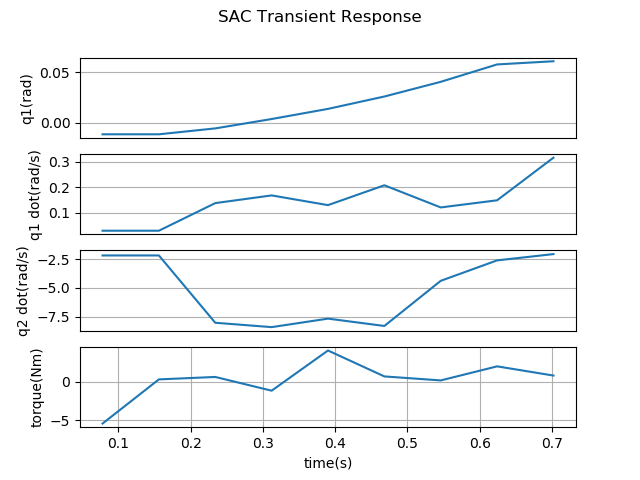 SAC Transient Response
q1(rad)
0.05
0.00
q1 dot(rad/s)
0.3
0.2
0.1
q2 dot(rad/s)
−2.5
−5.0
−7.5
torque(Nm)
0
−5
0.1 0.2 0.3 0.4 0.5 0.6 0.7
time(s)